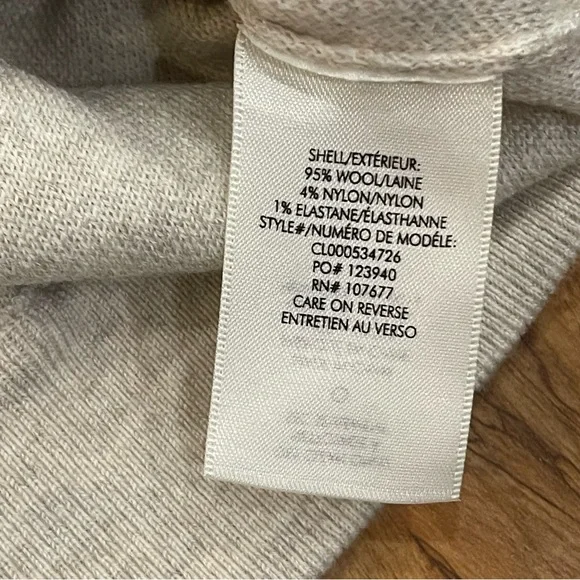 SHELL/EXTÉRIEUR:
95% WOOL/LAINE
4% NYLON/NYLON
1% ELASTANE/ÉLASTHANNE
STYLE#/NUMÉRO DE MODÉLE:
CL000534726
PO# 123940
RN# 107677
CARE ON REVERSE
ENTRETIEN AU VERSO